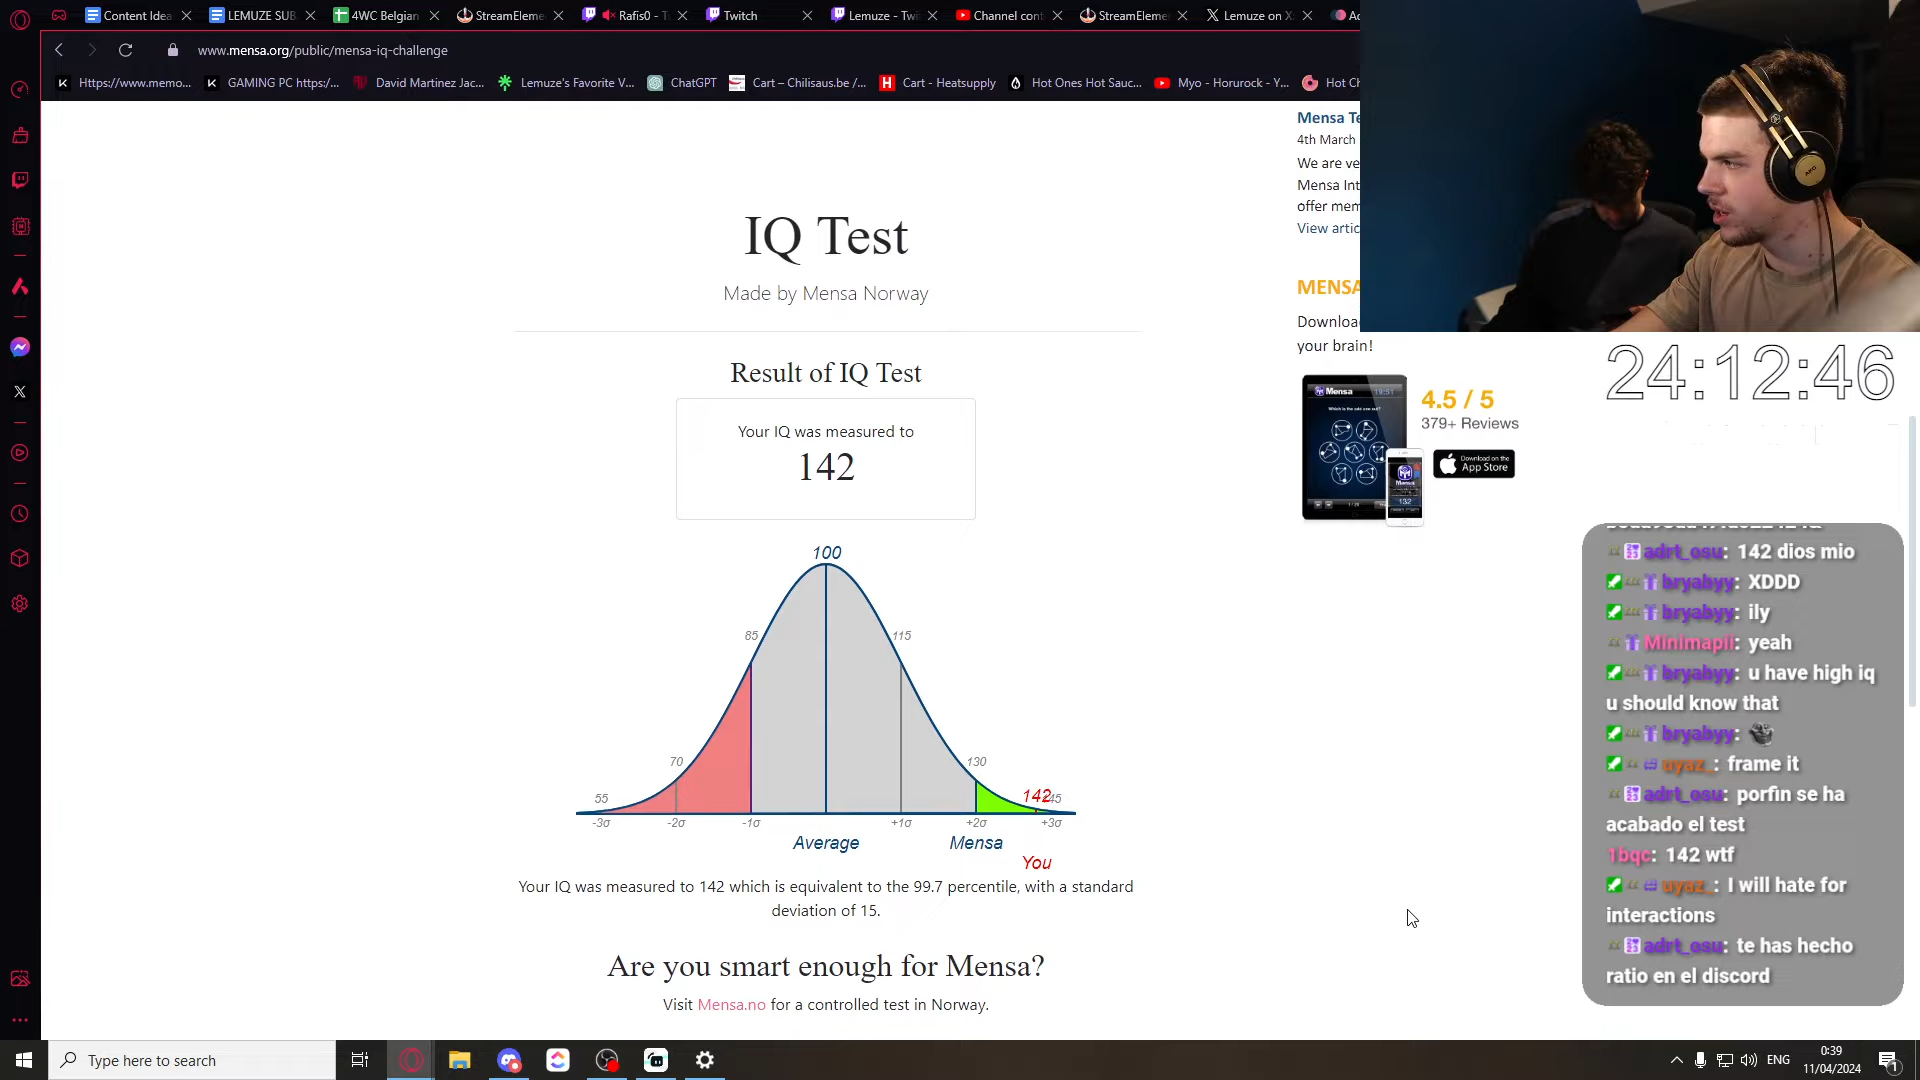 Content Idea
LEMUZE SUB
4WC Belgian
StreamEleme
Rafis0 - T
Twitch
Lemuze - Tw
Channel cont
StreamEleme
Lemuze on X
www.mensa.org/public/mensa-iq-challenge
Https://www.memo...
GAMING PC https:/...
David Martinez Jac...
Lemuze's Favorite V...
ChatGPT
Cart – Chilisaus.be /...
Cart - Heatsupply
Hot Ones Hot Sauc...
Myo - Horurock - Y...
Hot Ch
Mensa Te
4th March
We are ve
Mensa Int
offer mem
View artic
IQ Test
Made by Mensa Norway
MENSA
Downloa
your brain!
Result of IQ Test
Your IQ was measured to
142
24:12:46
Mensa
19:51
4.5 / 5
379+ Reviews
Download on the
App Store
132
100
85
115
70
130
55
142
-3σ
-2σ
-1σ
+1σ
+2σ
+3σ
Average
Mensa
You
Your IQ was measured to 142 which is equivalent to the 99.7 percentile, with a standard
deviation of 15.
Are you smart enough for Mensa?
Visit Mensa.no for a controlled test in Norway.
adrt_osu: 142 dios mio
bryabyy: XDDD
bryabyy: ily
Minimapii: yeah
bryabyy: u have high iq
u should know that
bryabyy:
uyaz_: frame it
adrt_osu: porfin se ha
acabado el test
1bqc: 142 wtf
uyaz_: I will hate for
interactions
adrt_osu: te has hecho
ratio en el discord
Type here to search
ENG
0:39
11/04/2024